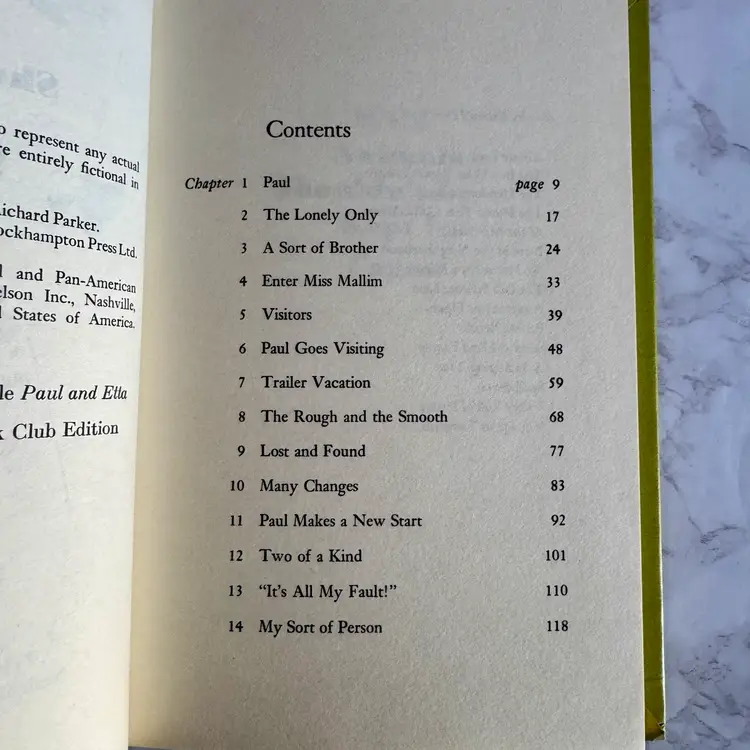 represent any actual
entirely fictional in
Richard Parker.
Brockhampton Press Ltd.
and Pan-American
Nelson Inc., Nashville,
States of America.
Paul and Etta
Club Edition
Contents
Chapter 1 Paul page 9
2 The Lonely Only 17
3 A Sort of Brother 24
4 Enter Miss Mallim 33
5 Visitors 39
6 Paul Goes Visiting 48
7 Trailer Vacation 59
8 The Rough and the Smooth 68
9 Lost and Found 77
10 Many Changes 83
11 Paul Makes a New Start 92
12 Two of a Kind 101
13 “It’s All My Fault!” 110
14 My Sort of Person 118